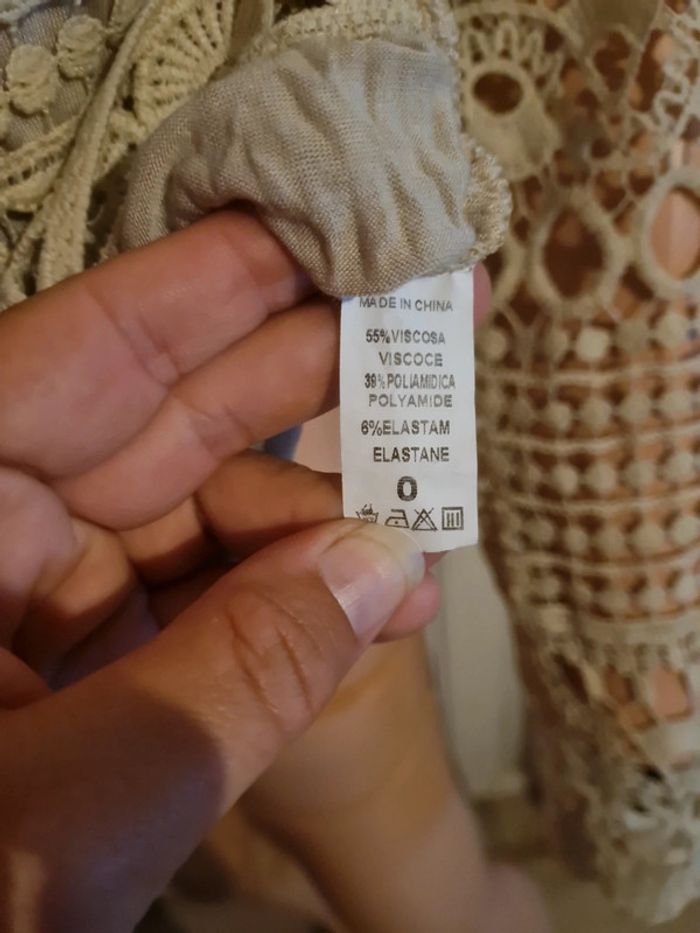 MADE IN CHINA
55%VISCOSA
VISCOCE
39%POLIAMIDICA
POLYAMIDE
6%ELASTAM
ELASTANE
0